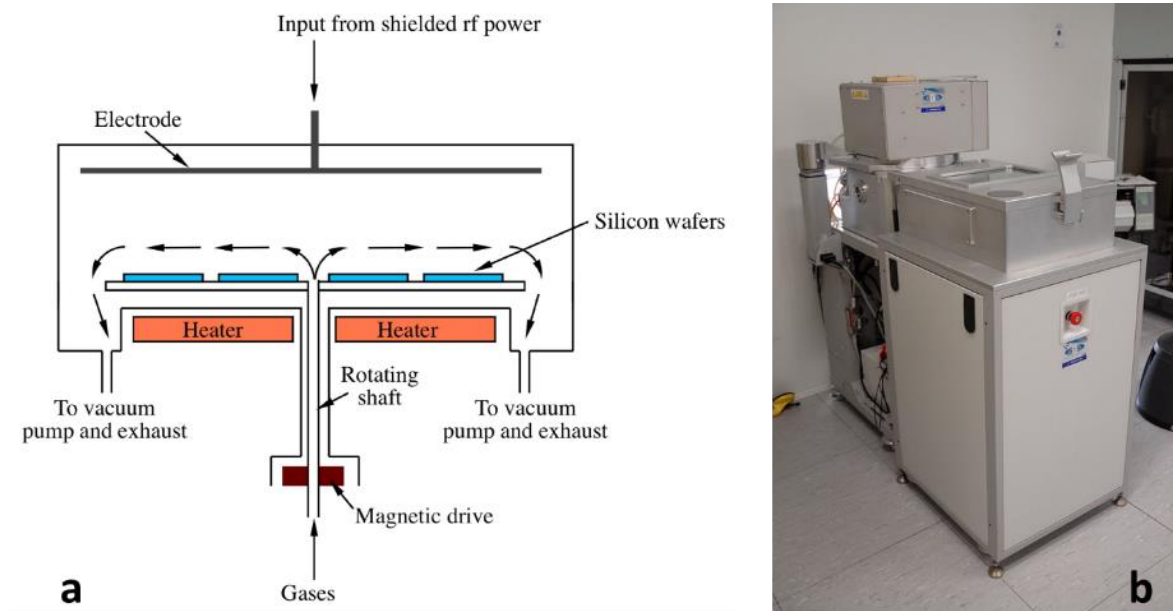 Input from shielded rf power
Electrode
Silicon wafers
Heater
Heater
Rotating
shaft
To vacuum
pump and exhaust
To vacuum
pump and exhaust
Magnetic drive
Gases
a
b